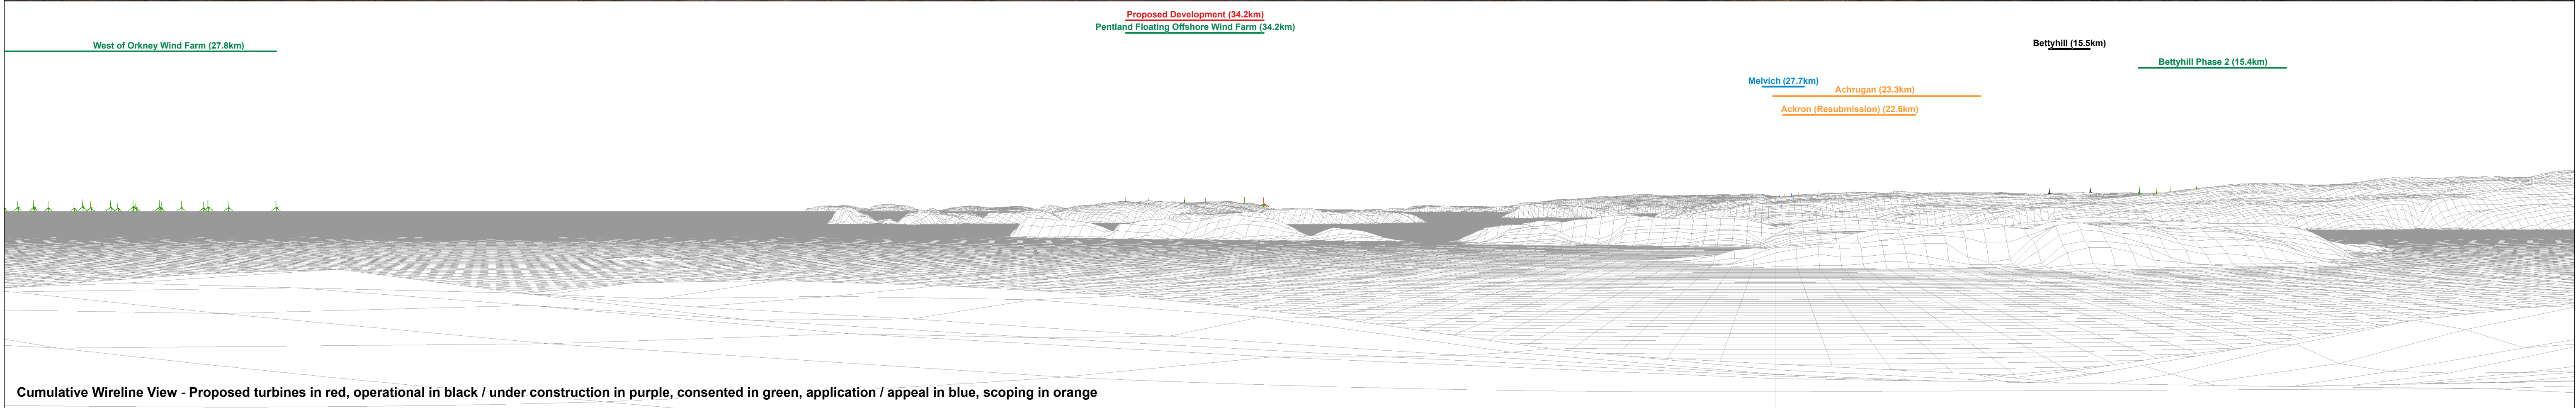 Proposed Development (34.2km)
Pentland Floating Offshore Wind Farm (34.2km)
West of Orkney Wind Farm (27.8km)
Bettyhill (15.5km)
Bettyhill Phase 2 (15.4km)
Melvich (27.7km)
Achrugan (23.3km)
Ackron (Resubmission) (22.6km)
Cumulative Wireline View - Proposed turbines in red, operational in black / under construction in purple, consented in green, application / appeal in blue, scoping in orange